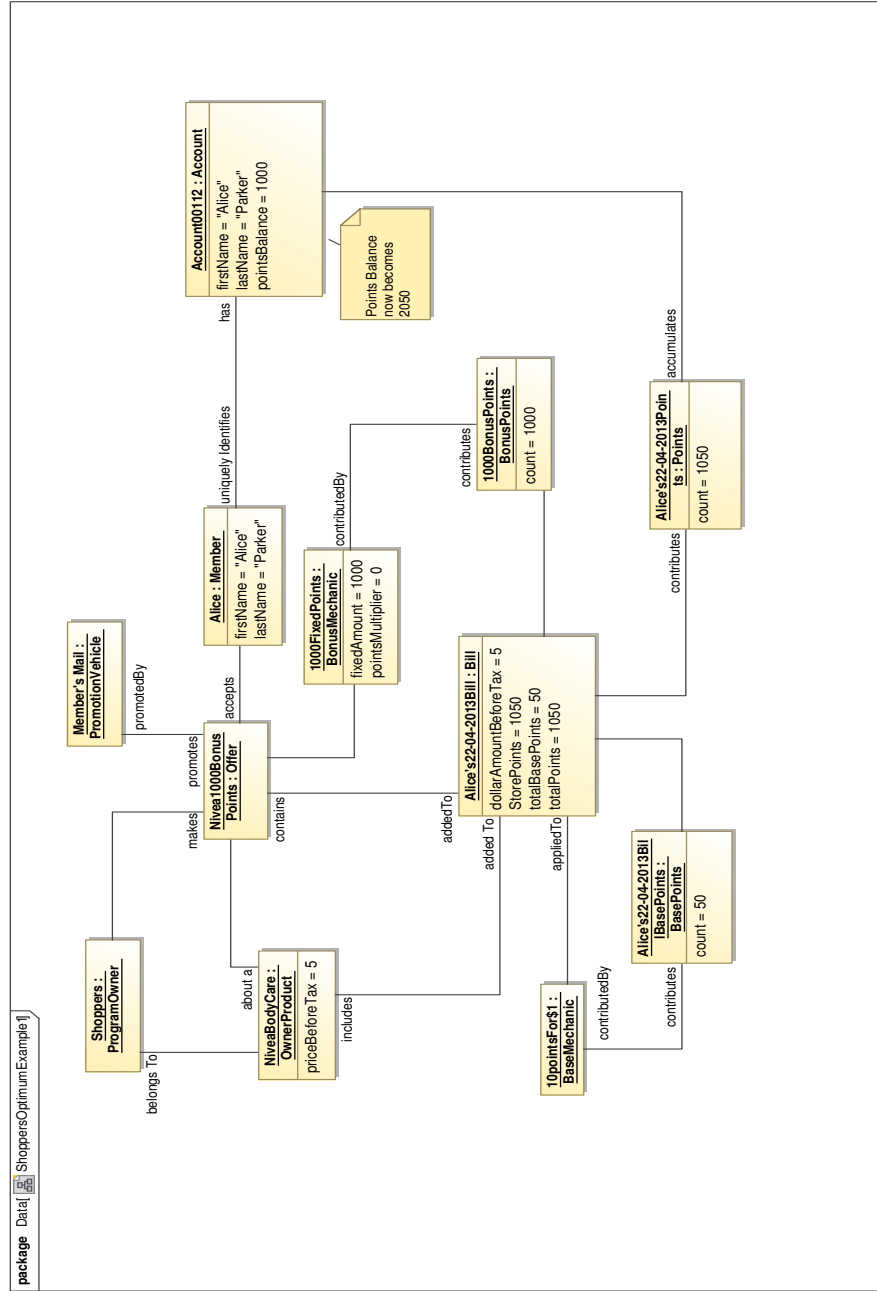 package Data[ ShoppersOptimumExample1]
Shoppers :
ProgramOwner
belongs To
makes
Member's Mail :
PromotionVehicle
promotedBy
promotes
Nivea1000Bonus
Points : Offer
contains
accepts
Alice : Member
firstName = "Alice"
lastName = "Parker"
uniquely Identifies
has
Account00112 : Account
firstName = "Alice"
lastName = "Parker"
pointsBalance = 1000
Points Balance
now becomes
2050
about a
NiveaBodyCare :
OwnerProduct
priceBeforeTax = 5
includes
1000FixedPoints :
BonusMechanic
fixedAmount = 1000
pointsMultiplier = 0
contributedBy
contributes
1000BonusPoints :
BonusPoints
count = 1000
addedTo
added To
appliedTo
Alice's22-04-2013Bill : Bill
dollarAmountBeforeTax = 5
StorePoints = 1050
totalBasePoints = 50
totalPoints = 1050
10pointsFor$1 :
BaseMechanic
contributedBy
contributes
Alice's22-04-2013Bil
lBasePoints :
BasePoints
count = 50
contributes
Alice's22-04-2013Poin
ts : Points
count = 1050
accumulates